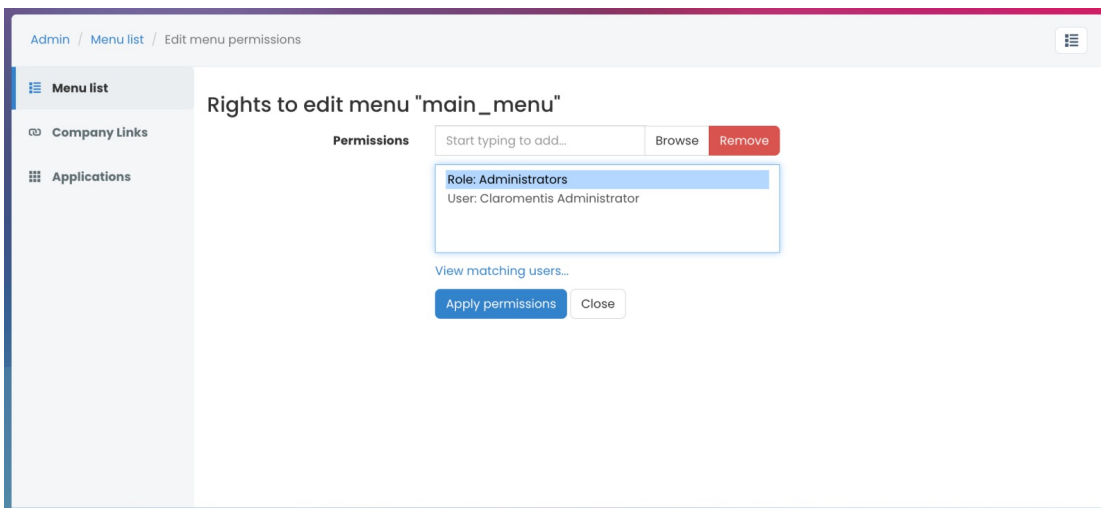 Admin / Menu list / Edit menu permissions
Menu list
Company Links
Applications
Rights to edit menu "main_menu"
Permissions
Start typing to add...
Browse
Remove
Role: Administrators
User: Claromentis Administrator
View matching users...
Apply permissions
Close